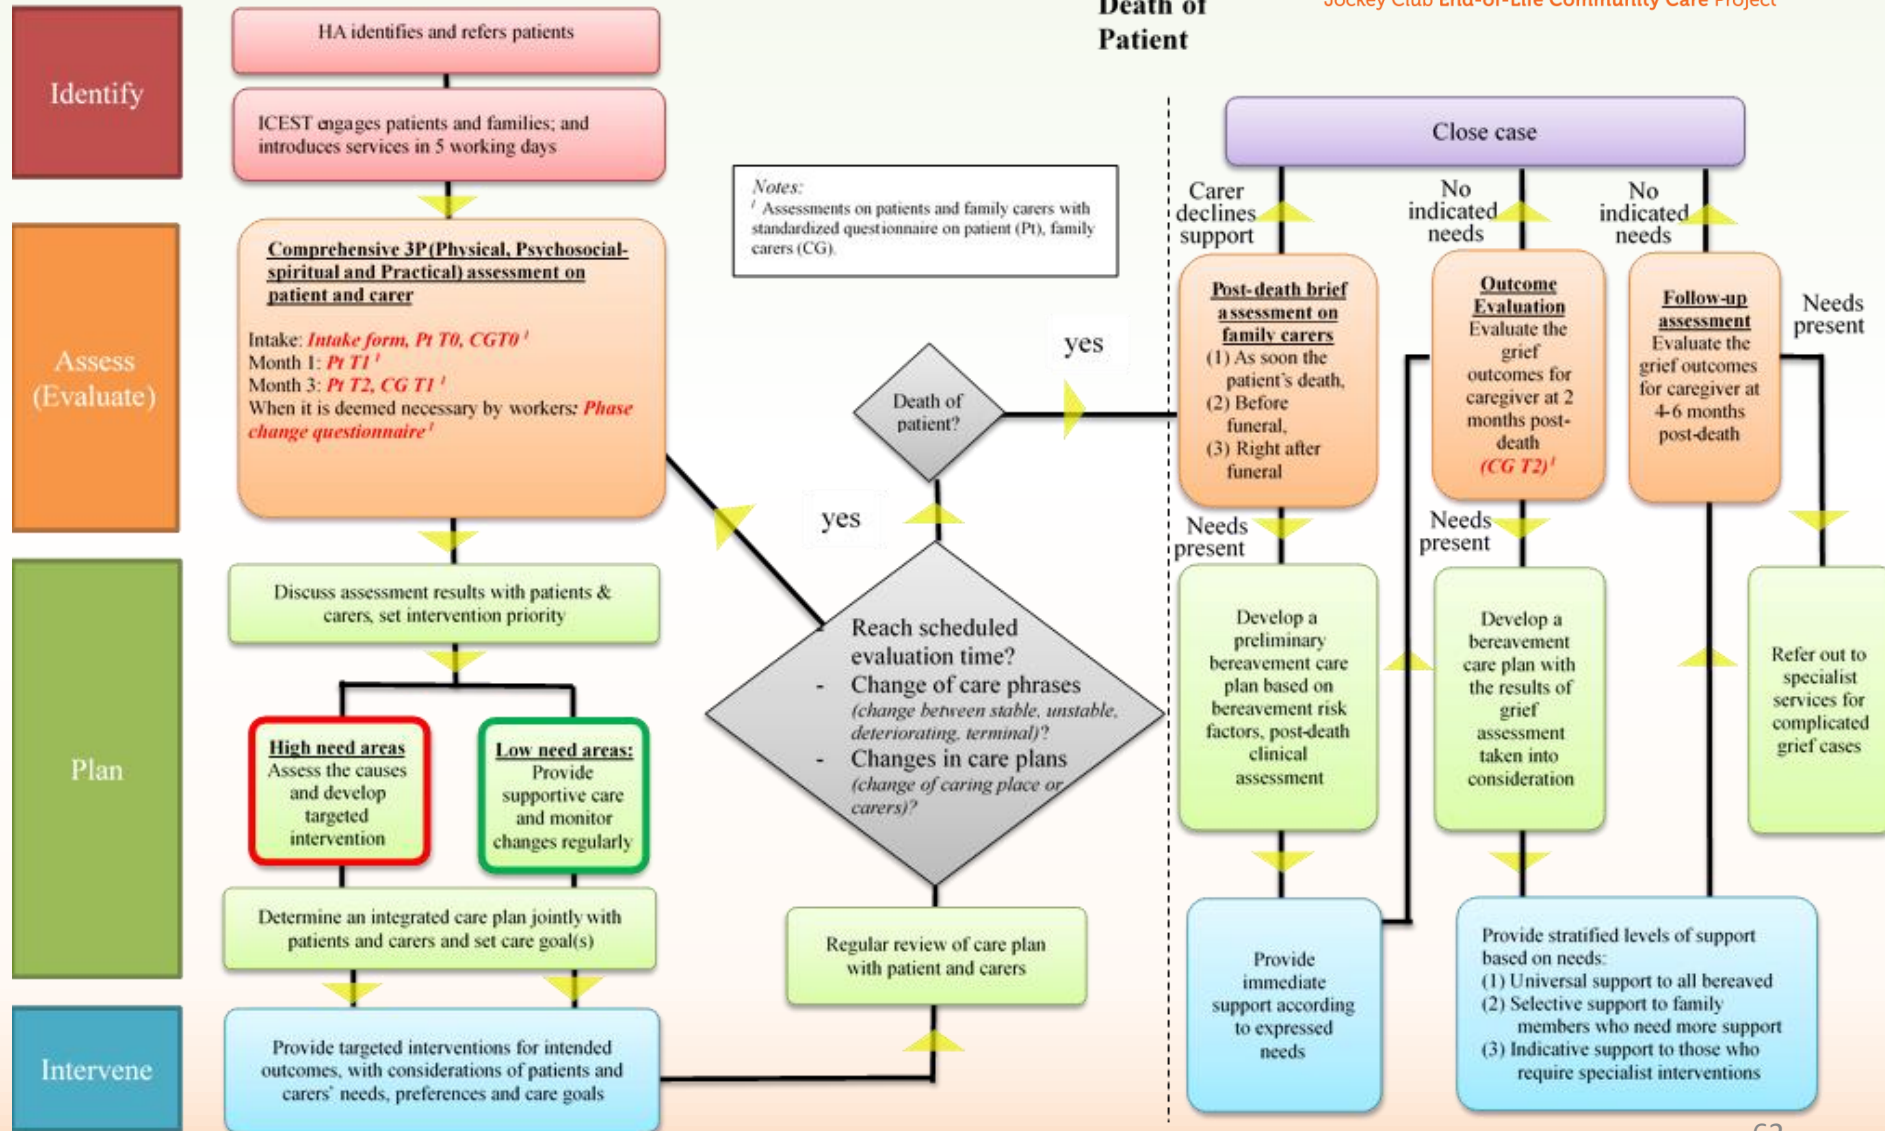 Death of
Patient
Jockey Club End-of-Life Community Care Project
Identify
HA identifies and refers patients
ICEST engages patients and families; and
introduces services in 5 working days
Assess
(Evaluate)
Comprehensive 3P (Physical, Psychosocial-
spiritual and Practical) assessment on
patient and carer
Intake: Intake form, Pt T0, CGT0 1
Month 1: Pt T1 1
Month 3: Pt T2, CG T1 1
When it is deemed necessary by workers: Phase
change questionnaire 1
Plan
Discuss assessment results with patients &
carers, set intervention priority
High need areas
Assess the causes
and develop
targeted
intervention
Low need areas:
Provide
supportive care
and monitor
changes regularly
Determine an integrated care plan jointly with
patients and carers and set care goal(s)
Intervene
Provide targeted interventions for intended
outcomes, with considerations of patients and
carers' needs, preferences and care goals
Notes:
1 Assessments on patients and family carers with
standardized questionnaire on patient (Pt), family
carers (CG).
Death of
patient?
yes
yes
- Reach scheduled
evaluation time?
- Change of care phrases
(change between stable, unstable,
deteriorating, terminal)?
- Changes in care plans
(change of caring place or
carers)?
Regular review of care plan
with patient and carers
Close case
Carer
declines
support
No
indicated
needs
No
indicated
needs
Post-death brief
assessment on
family carers
(1) As soon the
patient's death,
(2) Before
funeral,
(3) Right after
funeral
Outcome
Evaluation
Evaluate the
grief
outcomes for
caregiver at 2
months post-
death
(CG T2) 1
Follow-up
assessment
Evaluate the
grief outcomes
for caregiver at
4-6 months
post-death
Needs
present
Needs
present
Needs
present
Develop a
preliminary
bereavement care
plan based on
bereavement risk
factors, post-death
clinical
assessment
Develop a
bereavement
care plan with
the results of
grief
assessment
taken into
consideration
Refer out to
specialist
services for
complicated
grief cases
Provide
immediate
support according
to expressed
needs
Provide stratified levels of support
based on needs:
(1) Universal support to all bereaved
(2) Selective support to family
members who need more support
(3) Indicative support to those who
require specialist interventions